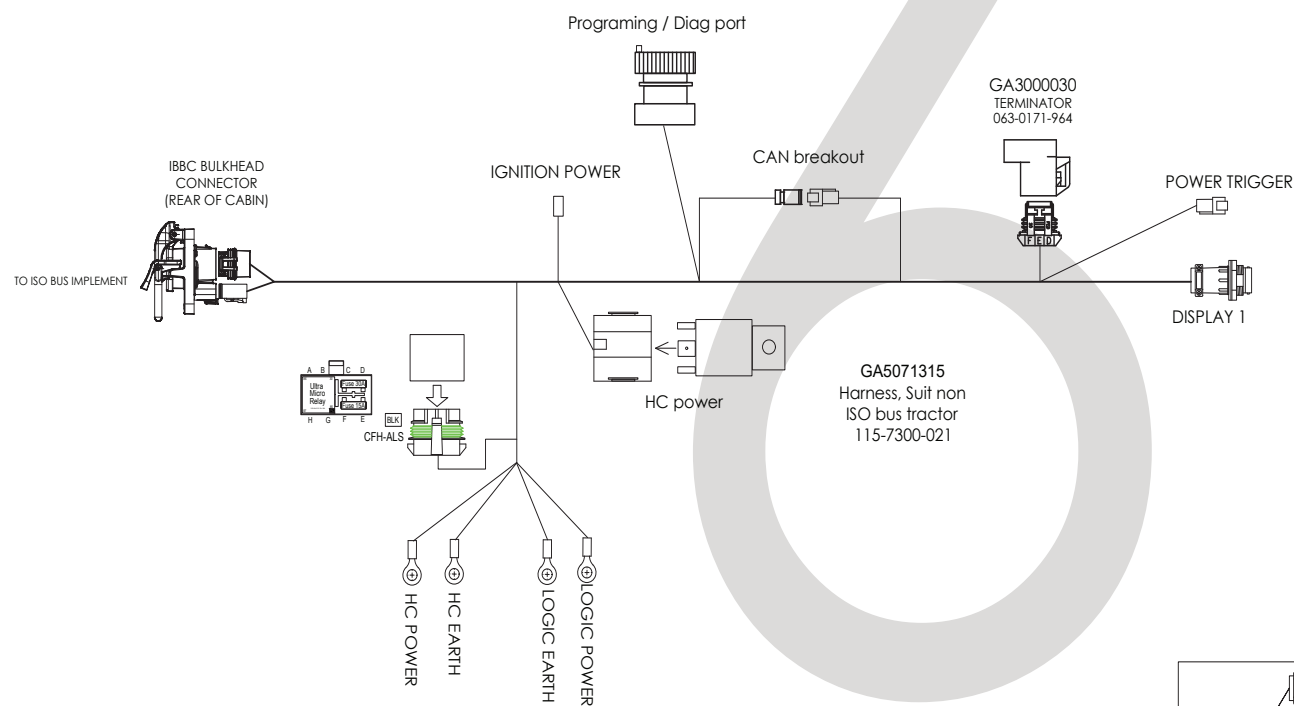 Programing / Diag port
GA3000030
TERMINATOR
063-0171-964
CAN breakout
IBBC BULKHEAD
CONNECTOR
(REAR OF CABIN)
IGNITION POWER
POWER TRIGGER
F E D
TO ISO BUS IMPLEMENT
DISPLAY 1
A B C D
Ultra
Micro
Relay
Fuse 30A
Fuse 15A
H G F E
BLK
CFH-ALS
HC power
GA5071315
Harness, Suit non
ISO bus tractor
115-7300-021
HC POWER
HC EARTH
LOGIC EARTH
LOGIC POWER
6